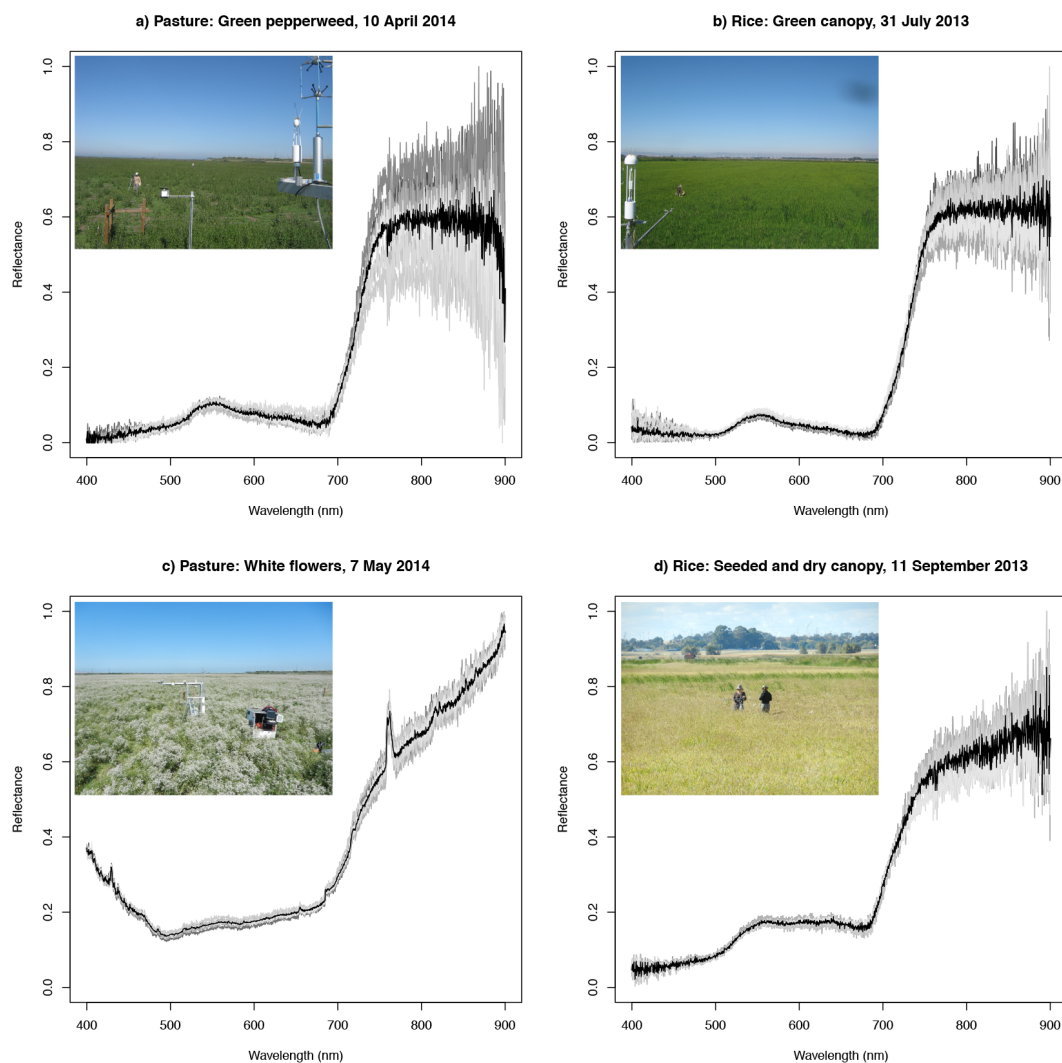 a) Pasture: Green pepperweed, 10 April 2014
Reflectance
0.0 0.2 0.4 0.6 0.8 1.0
400 500 600 700 800 900
Wavelength (nm)
b) Rice: Green canopy, 31 July 2013
Reflectance
0.0 0.2 0.4 0.6 0.8 1.0
400 500 600 700 800 900
Wavelength (nm)
c) Pasture: White flowers, 7 May 2014
Reflectance
0.0 0.2 0.4 0.6 0.8 1.0
400 500 600 700 800 900
Wavelength (nm)
d) Rice: Seeded and dry canopy, 11 September 2013
Reflectance
0.0 0.2 0.4 0.6 0.8 1.0
400 500 600 700 800 900
Wavelength (nm)